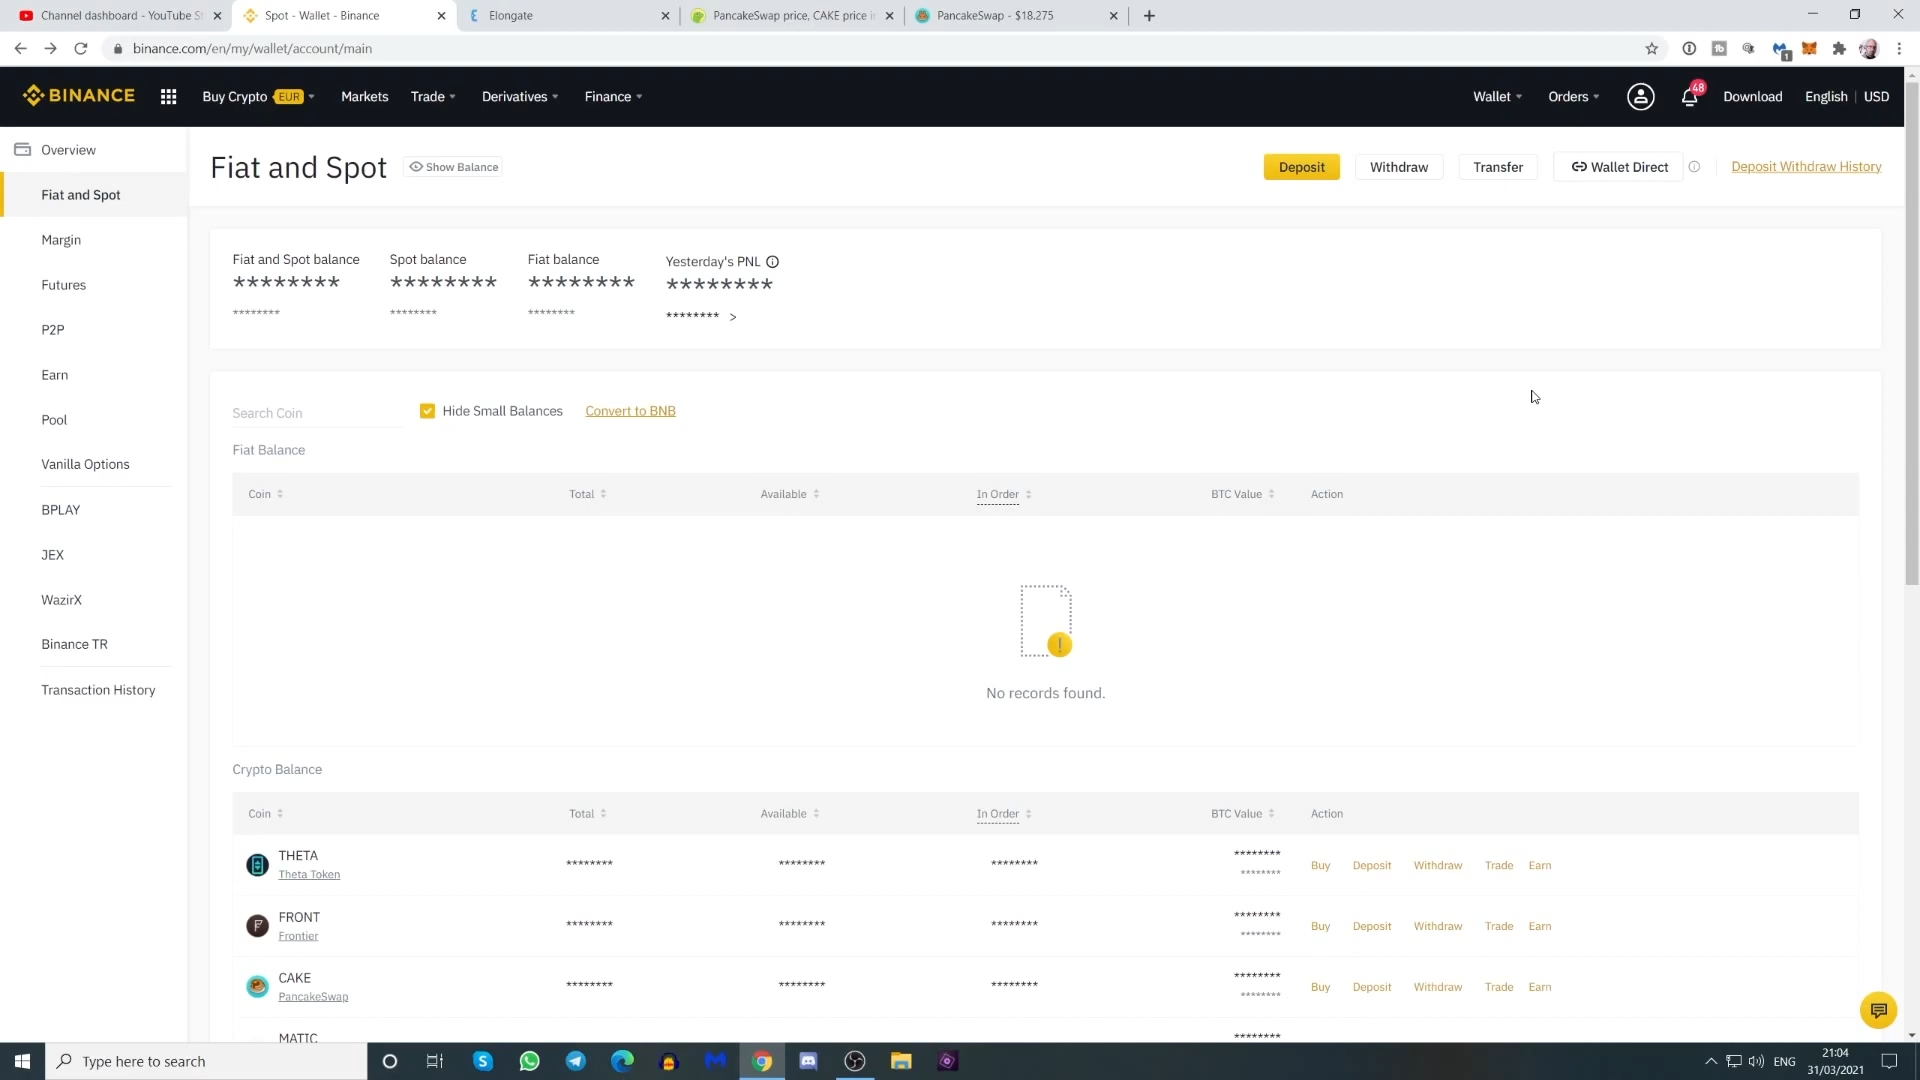 Channel dashboard - YouTube St
Spot - Wallet - Binance
Elongate
PancakeSwap price, CAKE price in
PancakeSwap - $18.275
binance.com/en/my/wallet/account/main
1
BINANCE
Buy Crypto EUR
Markets
Trade
Derivatives
Finance
Wallet
Orders
48
Download
English | USD
Overview
Fiat and Spot
Margin
Futures
P2P
Earn
Pool
Vanilla Options
BPLAY
JEX
WazirX
Binance TR
Transaction History
Fiat and Spot
Show Balance
Deposit
Withdraw
Transfer
Wallet Direct
Deposit Withdraw History
Fiat and Spot balance
********
********
Spot balance
********
********
Fiat balance
********
********
Yesterday's PNL
********
******** >
Search Coin
Hide Small Balances
Convert to BNB
Fiat Balance
Coin Total Available In Order BTC Value Action
No records found.
Crypto Balance
Coin Total Available In Order BTC Value Action
THETA
Theta Token
******** ******** ******** ********
********
Buy Deposit Withdraw Trade Earn
FRONT
Frontier
******** ******** ******** ********
********
Buy Deposit Withdraw Trade Earn
CAKE
PancakeSwap
******** ******** ******** ********
********
Buy Deposit Withdraw Trade Earn
MATIC
********
Type here to search
ENG
21:04
31/03/2021